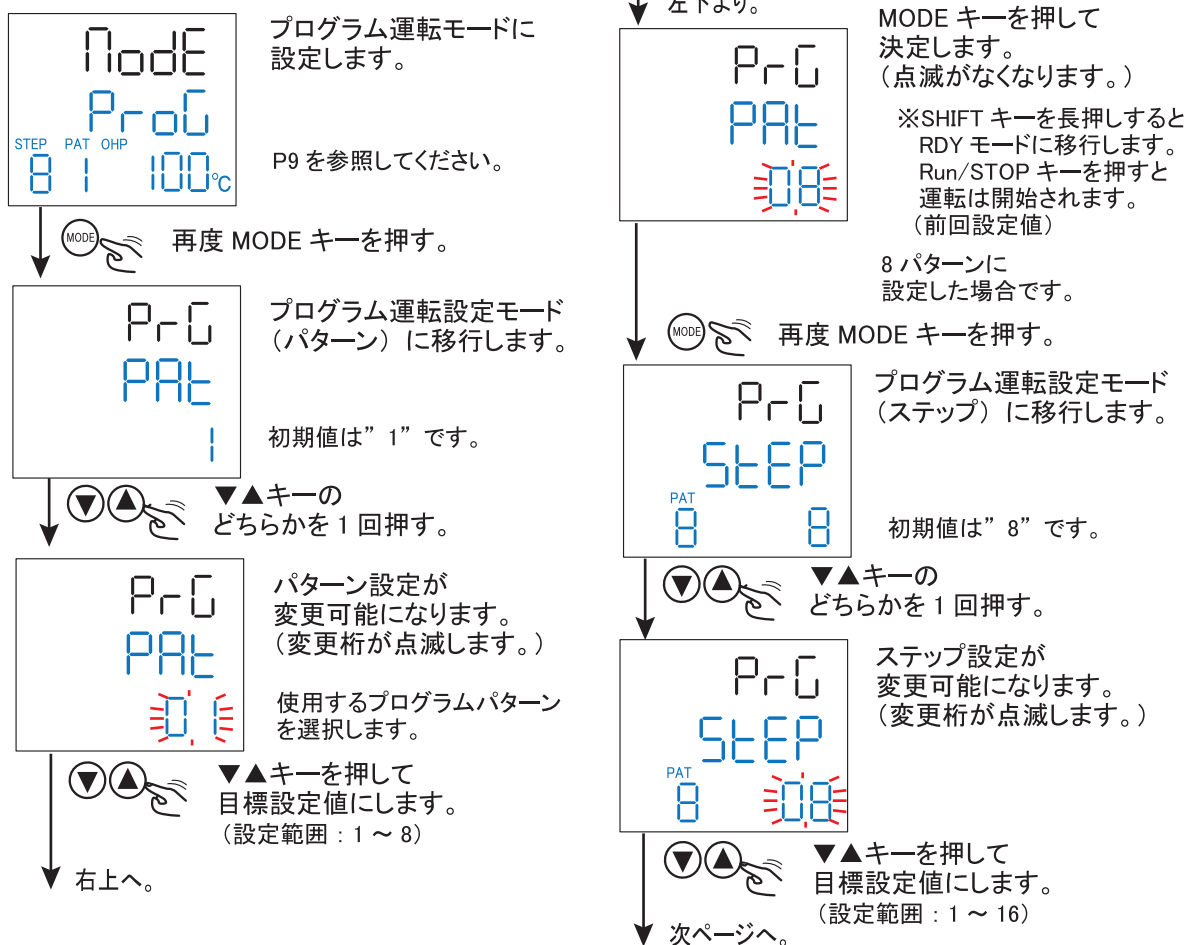 ModE
ProG
STEP PAT OHP
8 1 100℃
プログラム運転モードに
設定します。
P9 を参照してください。
MODE
再度 MODE キーを押す。
PrG
PAt
1
プログラム運転設定モード
（パターン）に移行します。
初期値は”1”です。
▼▲キーの
どちらかを 1 回押す。
PrG
PAt
01
パターン設定が
変更可能になります。
（変更桁が点滅します。）
使用するプログラムパターン
を選択します。
▼▲キーを押して
目標設定値にします。
（設定範囲：1 ～ 8）
右上へ。
左下より。
PrG
PAt
08
MODE キーを押して
決定します。
（点滅がなくなります。）
※SHIFT キーを長押しすると
RDY モードに移行します。
Run/STOP キーを押すと
運転は開始されます。
（前回設定値）
8 パターンに
設定した場合です。
MODE
再度 MODE キーを押す。
PrG
StEP
PAT
8 8
プログラム運転設定モード
（ステップ）に移行します。
初期値は”8”です。
▼▲キーの
どちらかを 1 回押す。
PrG
StEP
PAT
8 08
ステップ設定が
変更可能になります。
（変更桁が点滅します。）
▼▲キーを押して
目標設定値にします。
（設定範囲：1 ～ 16）
次ページへ。